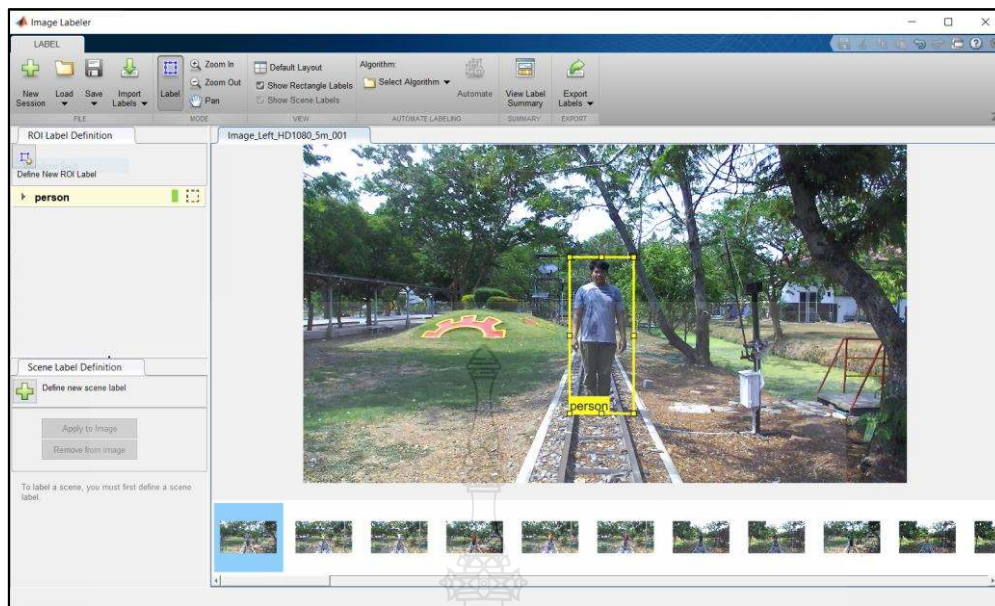 Image Labeler
LABEL
New Session
Load
Save
Import Labels
Label
Zoom In
Zoom Out
Pan
Default Layout
Show Rectangle Labels
Show Scene Labels
Algorithm:
Select Algorithm
Automate
View Label Summary
Export Labels
FILE
MODE
VIEW
AUTOMATE LABELING
SUMMARY
EXPORT
ROI Label Definition
Image_Left_HD1080_5m_001
Define New ROI Label
person
person
Scene Label Definition
Define new scene label
Apply to Image
Remove from image
To label a scene, you must first define a scene
label.